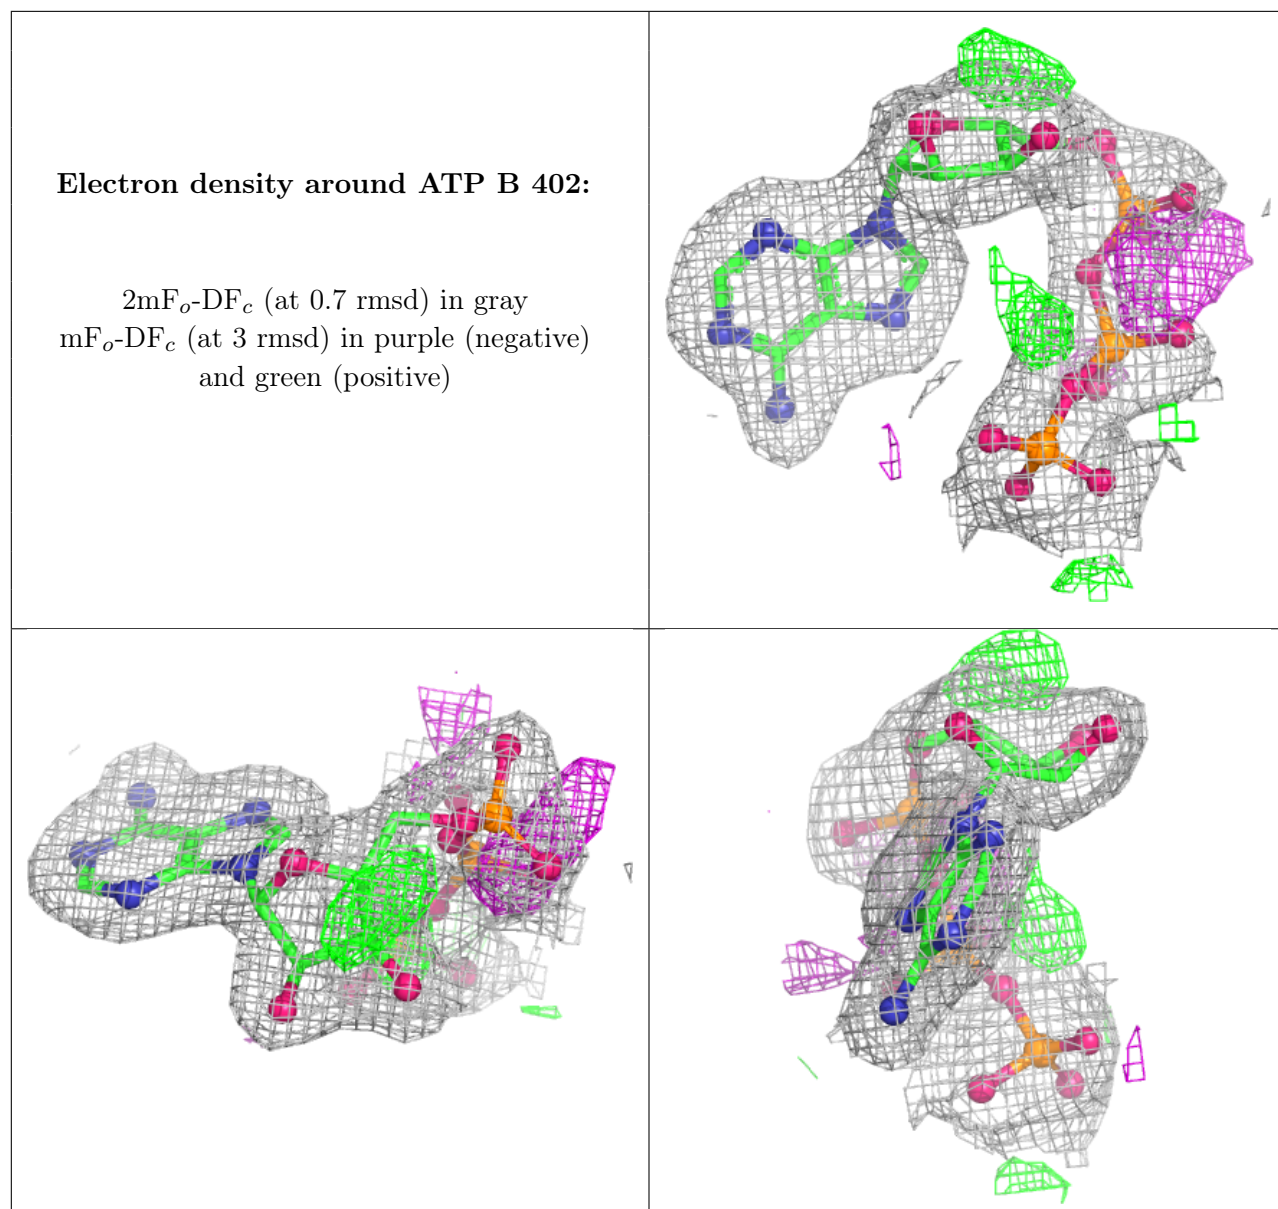 Electron density around ATP B 402:
2mFo-DFc (at 0.7 rmsd) in gray
mFo-DFc (at 3 rmsd) in purple (negative)
and green (positive)